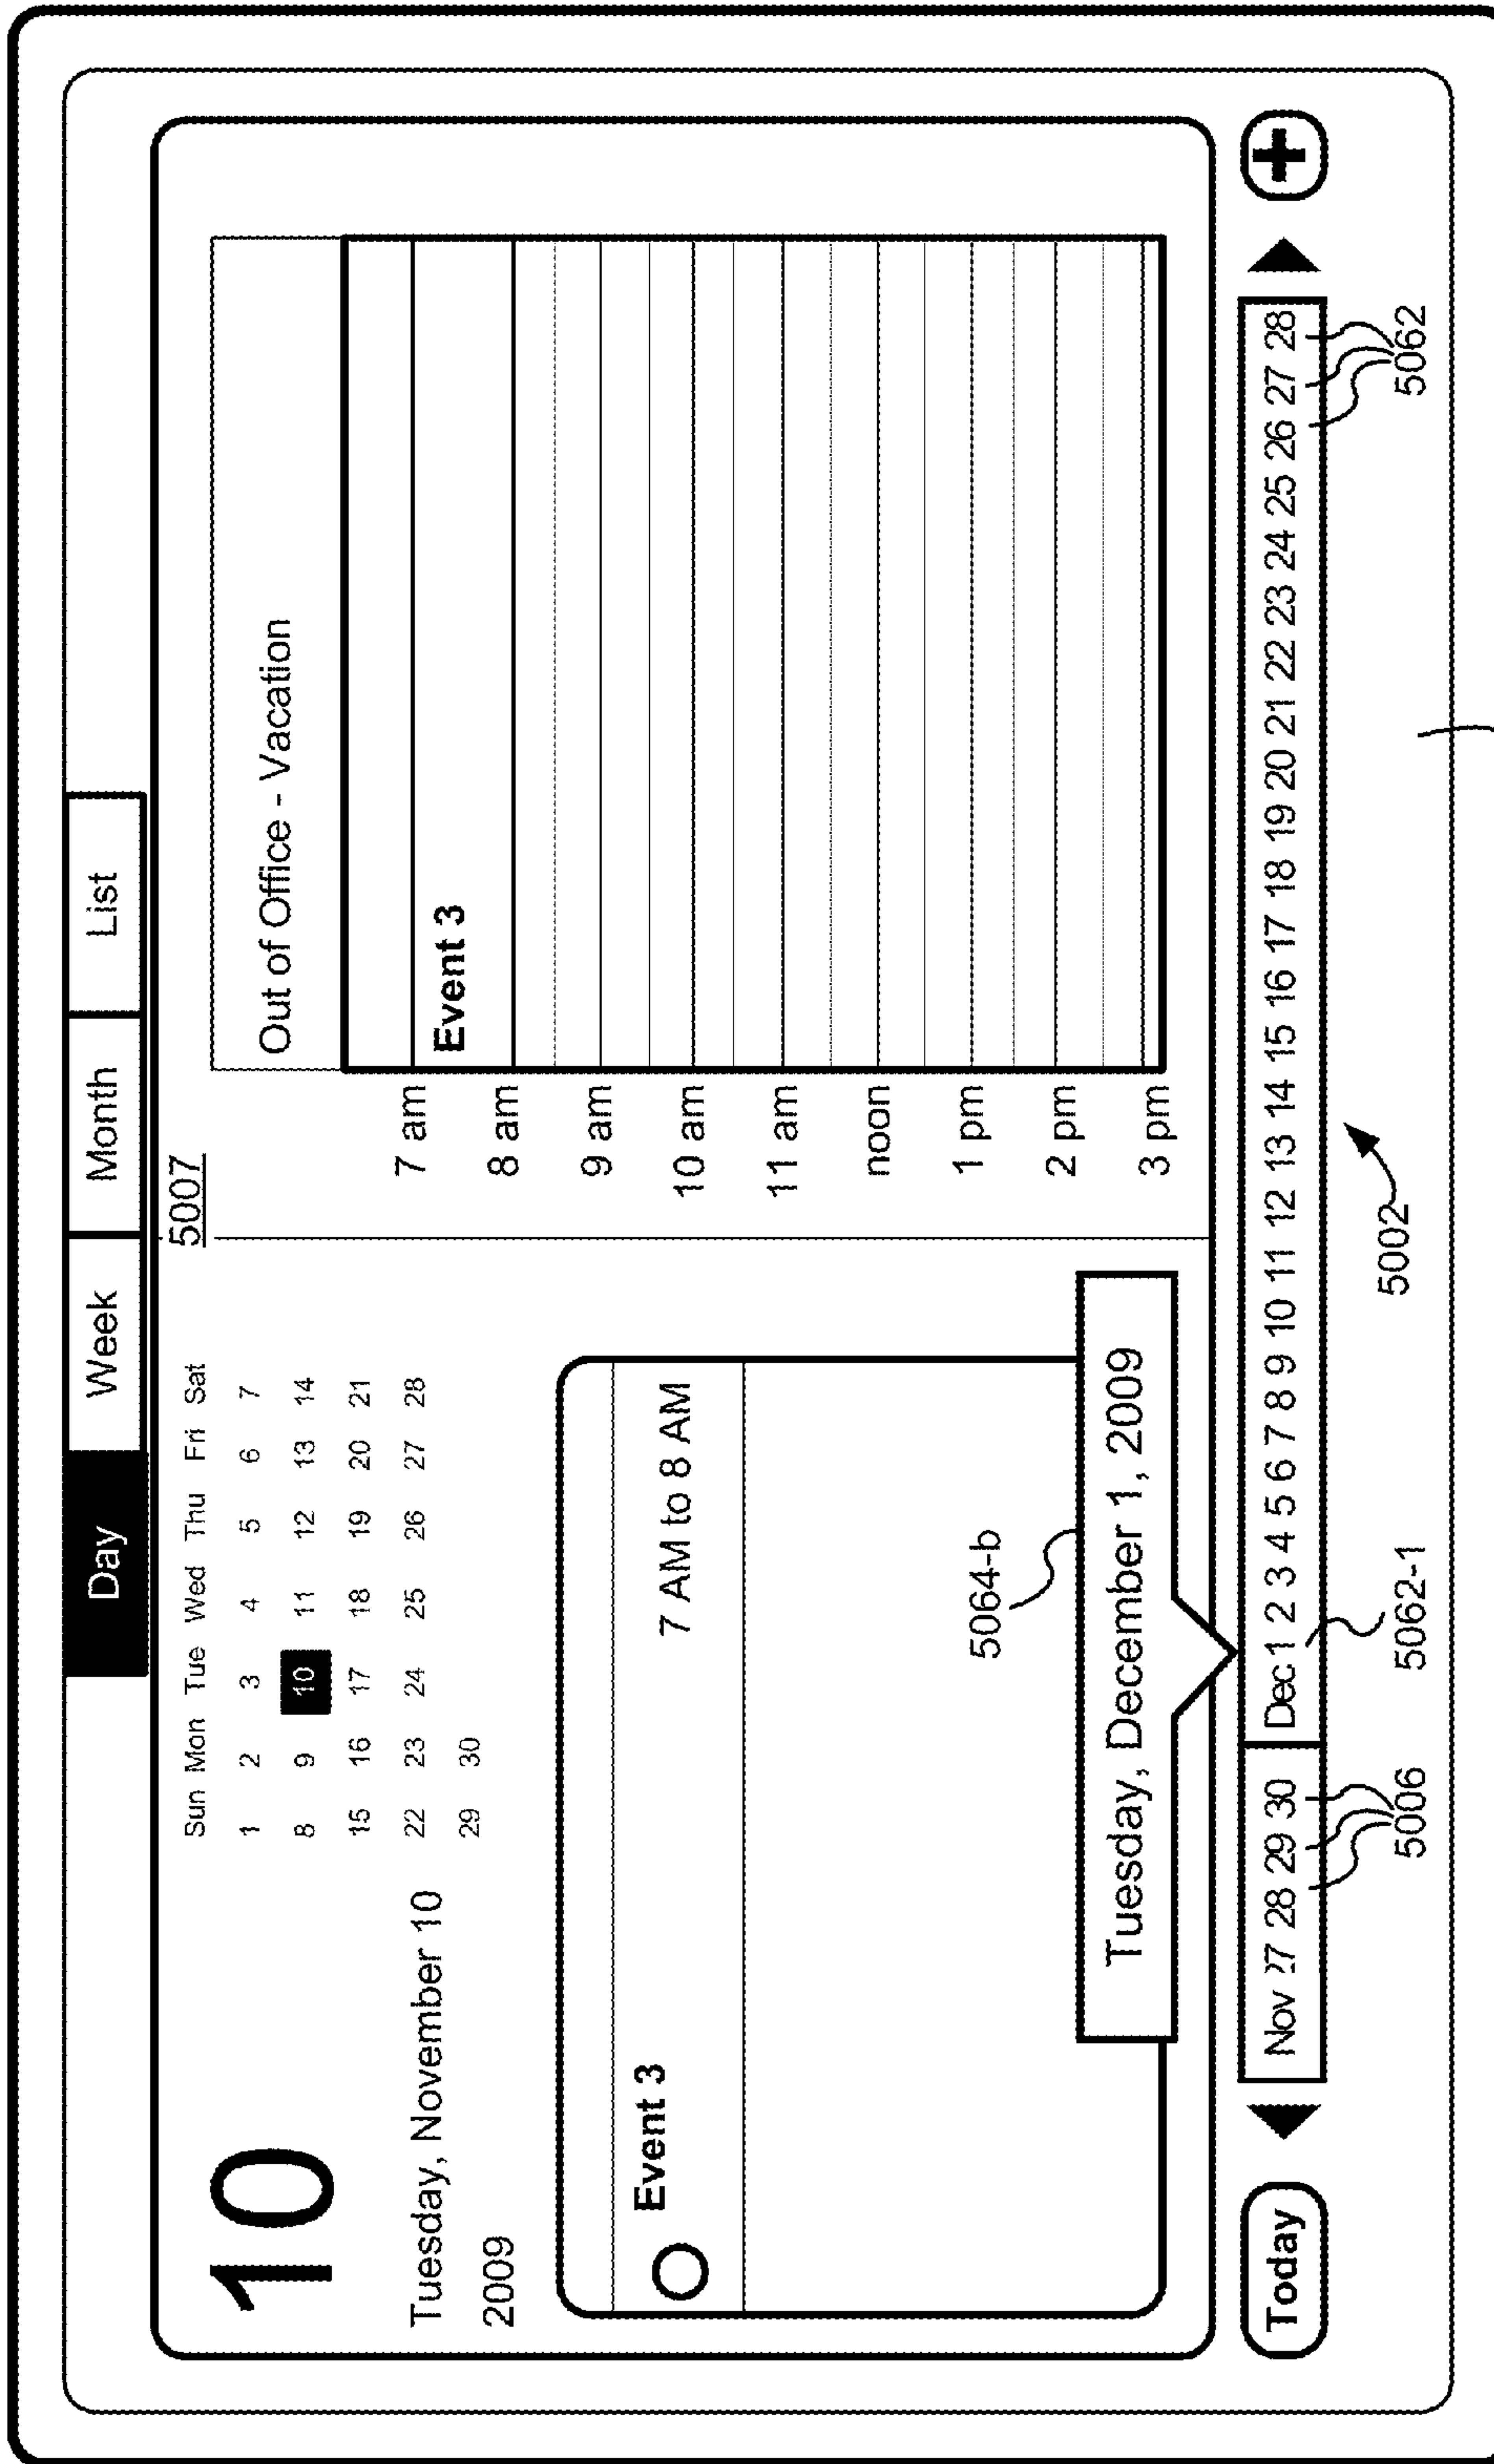 Day Week Month List
5007
10
Tuesday, November 10
2009
Sun Mon Tue Wed Thu Fri Sat
1 2 3 4 5 6 7
8 9 10 11 12 13 14
15 16 17 18 19 20 21
22 23 24 25 26 27 28
29 30
Event 3 7 AM to 8 AM
5064-b
Tuesday, December 1, 2009
Out of Office - Vacation
7 am
Event 3
8 am
9 am
10 am
11 am
noon
1 pm
2 pm
3 pm
Today Nov 27 28 29 30 Dec 1 2 3 4 5 6 7 8 9 10 11 12 13 14 15 16 17 18 19 20 21 22 23 24 25 26 27 28 +
5006 5062-1 5002 5062